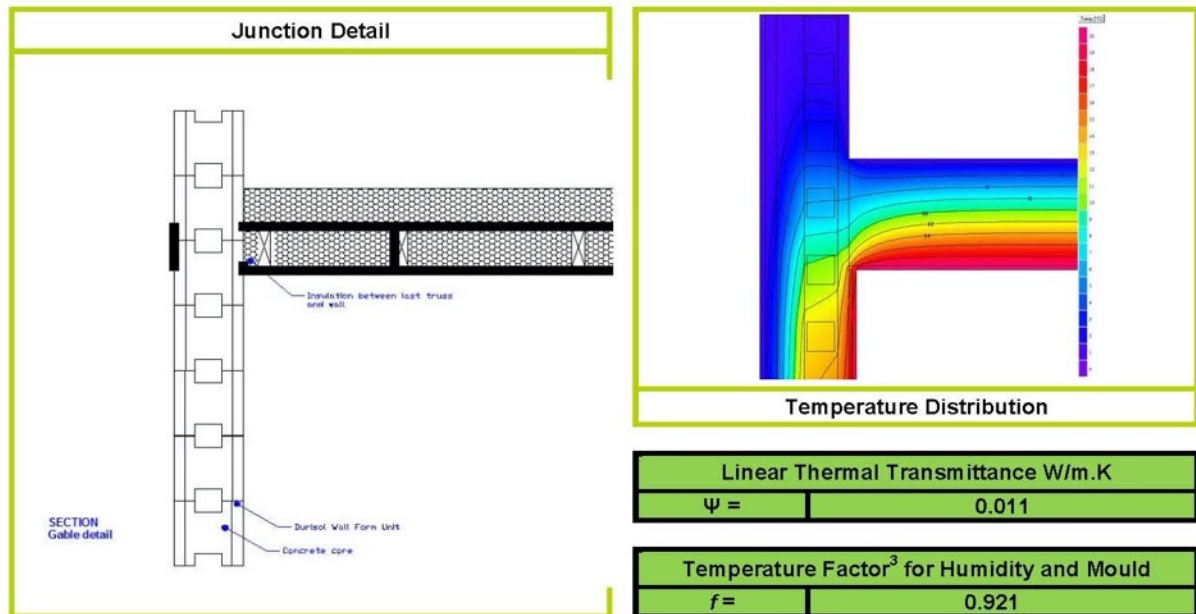 Junction Detail
Insulation between last truss
and wall
SECTION
Gable detail
Durisol Wall Form Unit
Concrete core
Temperature Distribution
Linear Thermal Transmittance W/m.K
Ψ = 0.011
Temperature Factor³ for Humidity and Mould
f = 0.921